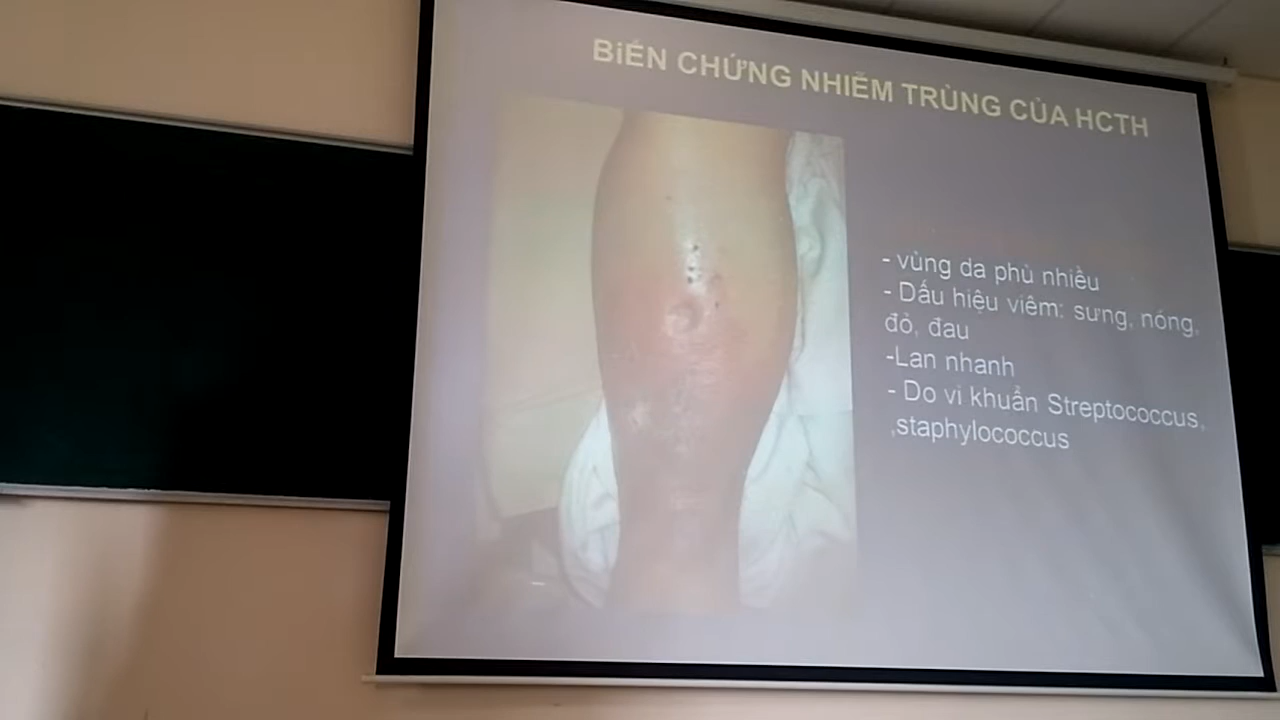 BiẾN CHỨNG NHIỄM TRÙNG CỦA HCTH
- vùng da phù nhiều
- Dấu hiệu viêm: sưng, nóng,
đỏ, đau
-Lan nhanh
- Do vi khuẩn Streptococcus,
,staphylococcus